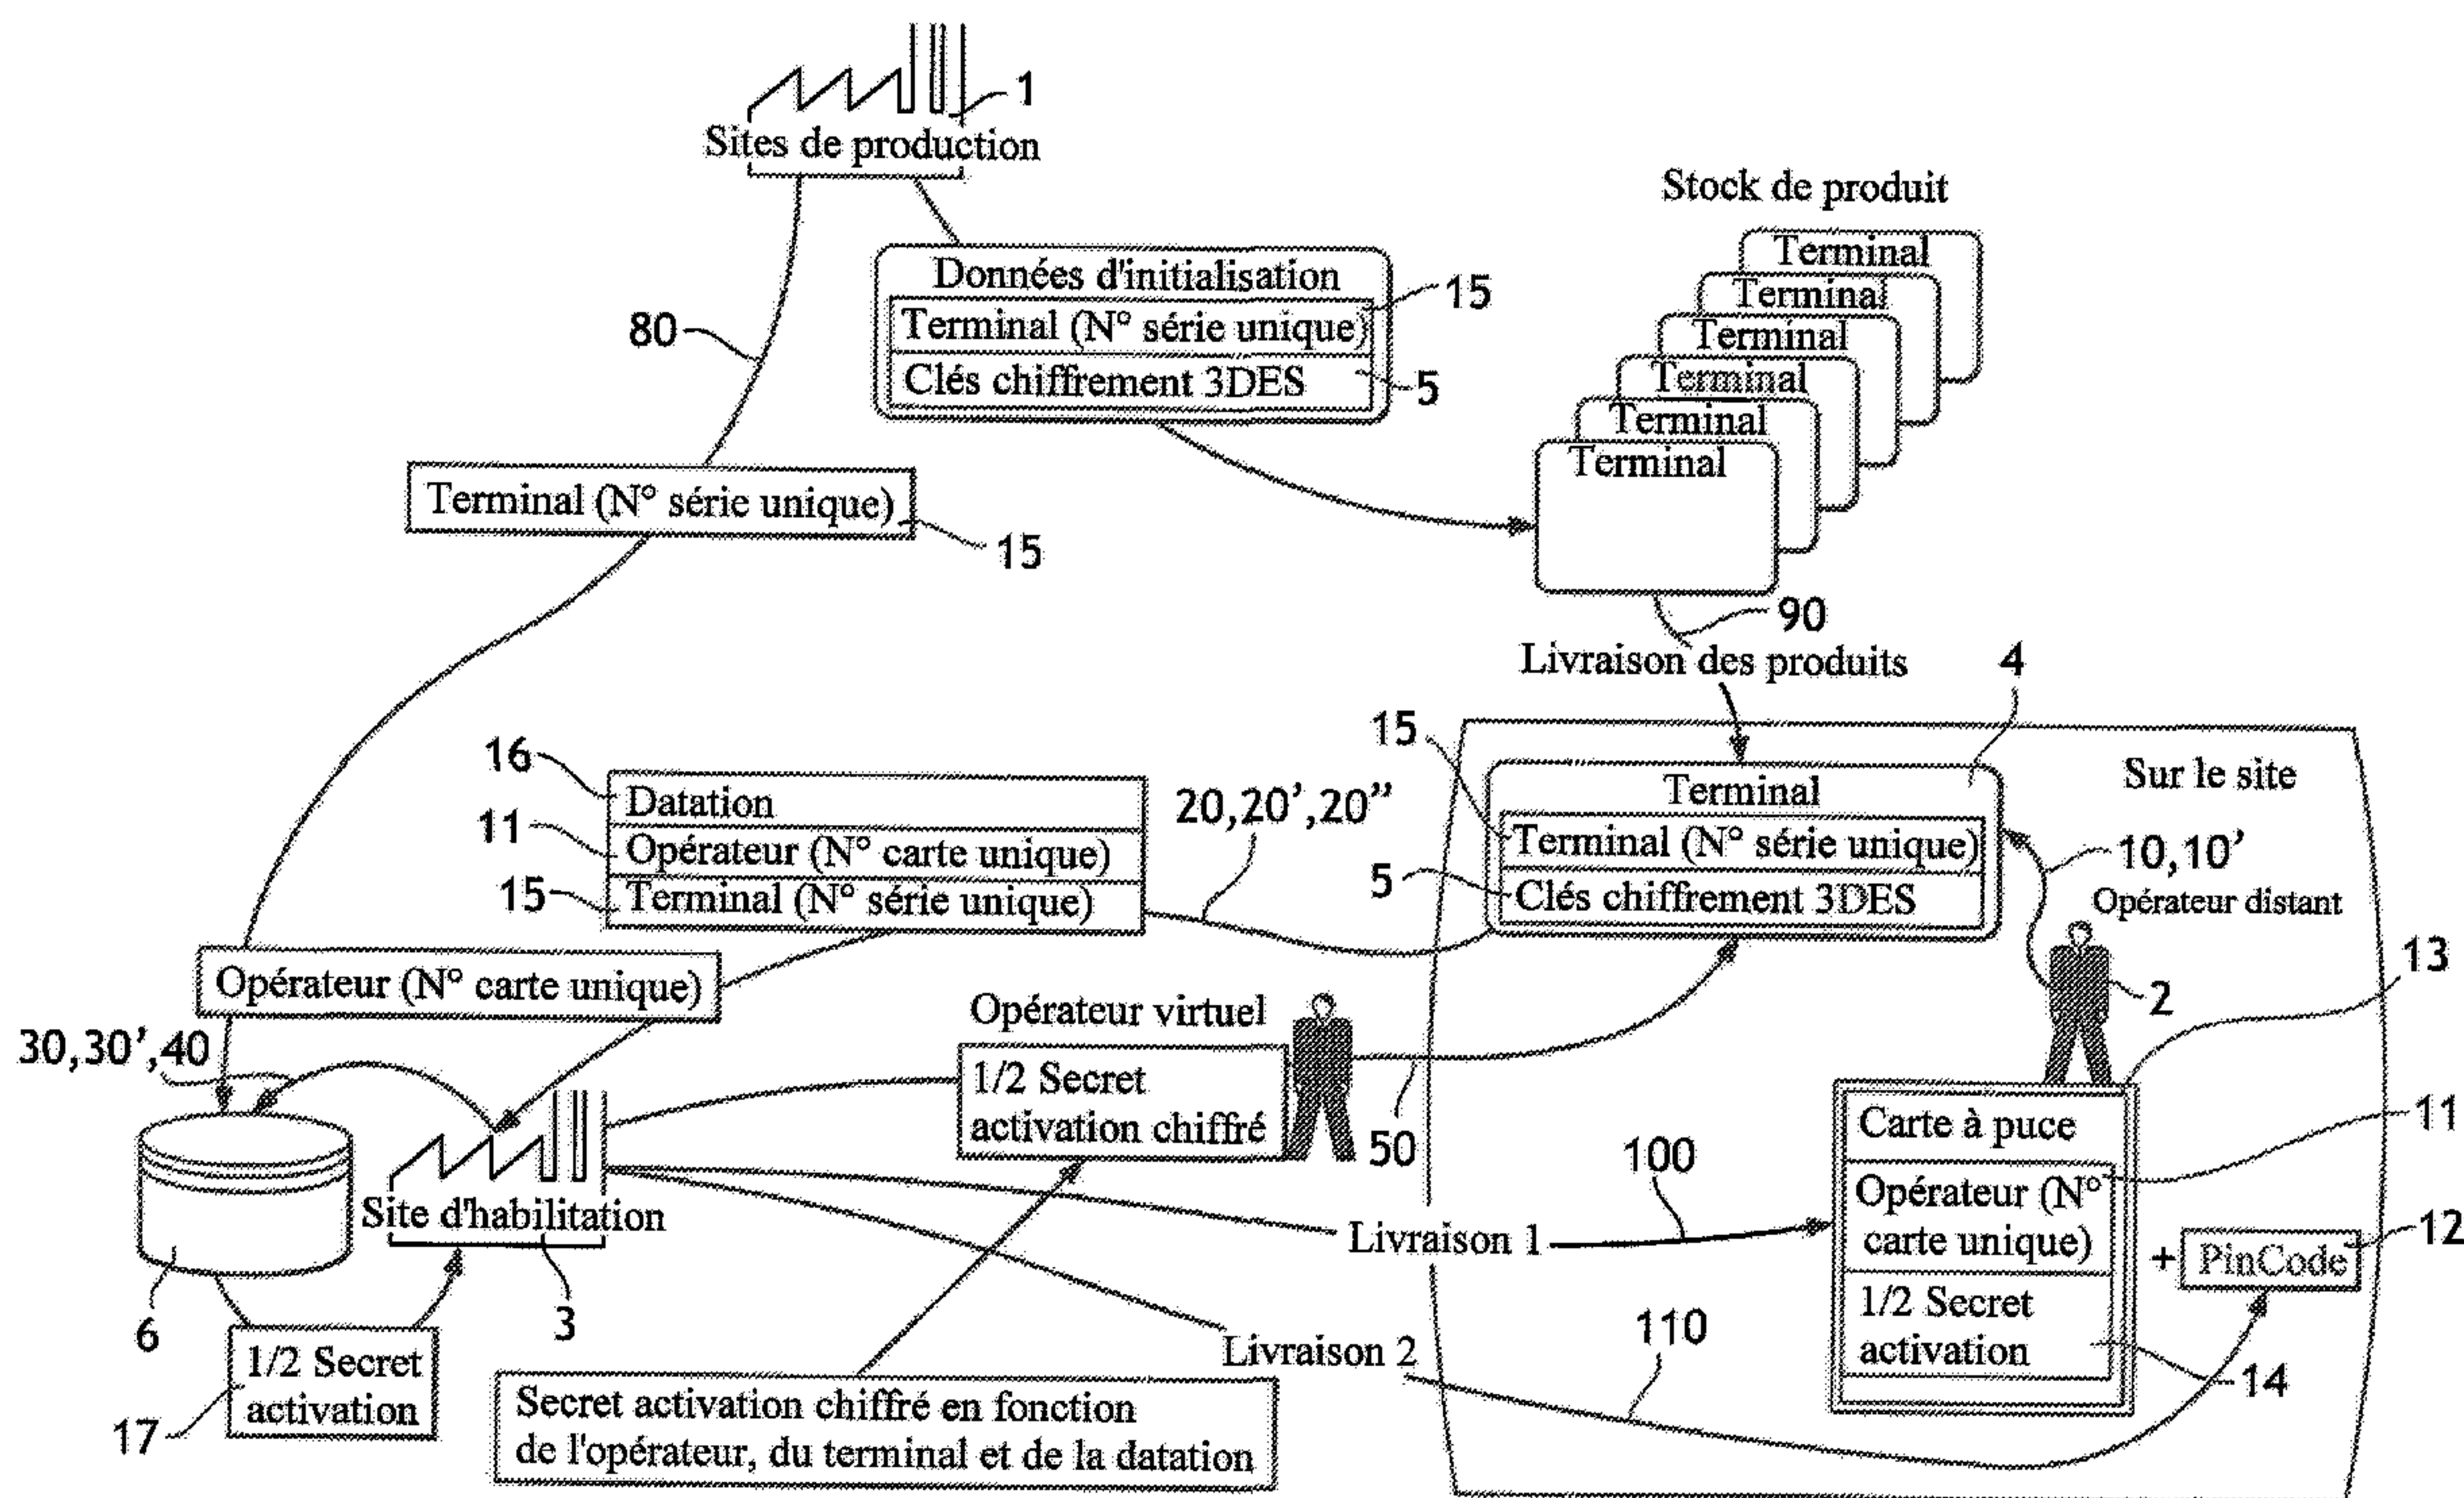 1
Sites de production
Stock de produit
Terminal
Terminal
Terminal
Terminal
Terminal
Terminal
Données d'initialisation
15
Terminal (N° série unique)
Clés chiffrement 3DES
5
80
Terminal (N° série unique)
15
90
Livraison des produits
4
15
Sur le site
Terminal
Terminal (N° série unique)
5
Clés chiffrement 3DES
10,10'
Opérateur distant
16
Datation
11
Opérateur (N° carte unique)
15
Terminal (N° série unique)
20,20',20''
13
2
Opérateur (N° carte unique)
30,30',40
Opérateur virtuel
1/2 Secret
activation chiffré
50
Carte à puce
11
Opérateur (N°
carte unique)
1/2 Secret
activation
14
+
PinCode
12
100
Site d'habilitation
3
6
Livraison 1
Livraison 2
110
1/2 Secret
activation
17
Secret activation chiffré en fonction
de l'opérateur, du terminal et de la datation